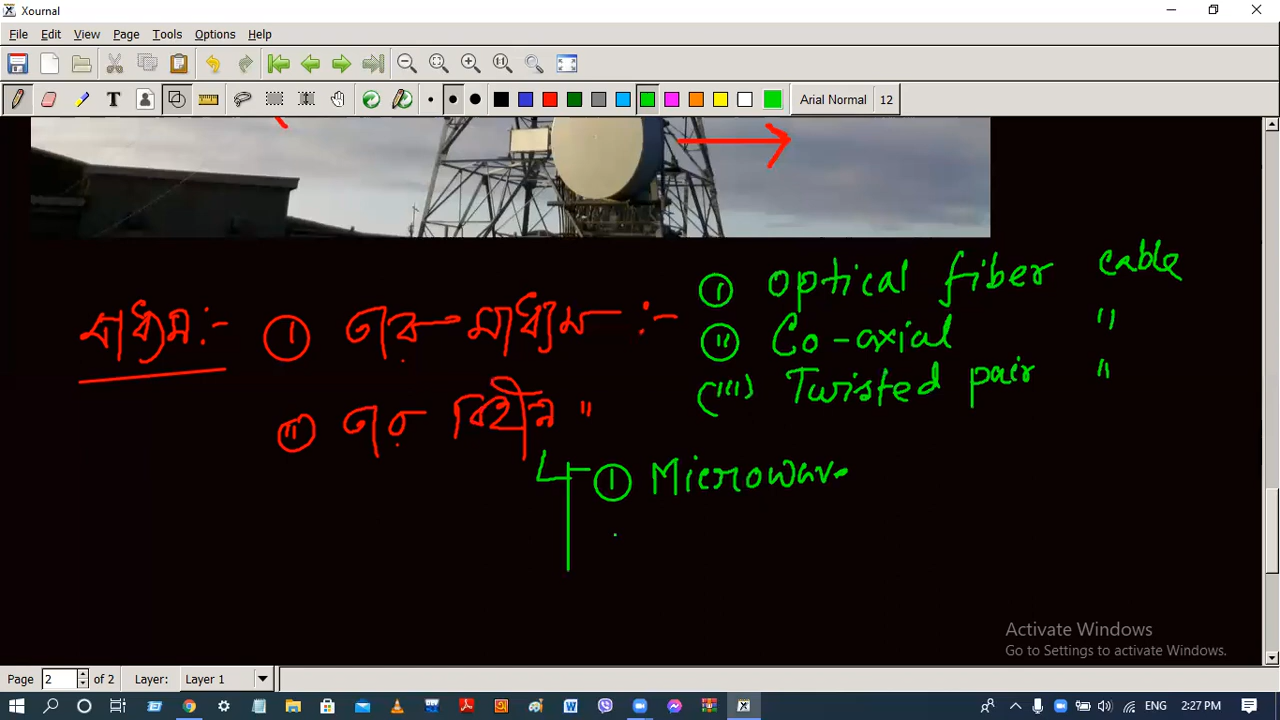 Xournal
File Edit View Page Tools Options Help
Arial Normal 12
মাধ্যম :- ① তার মাধ্যম :- ① optical fiber cable
② Co-axial "
(iii) Twisted pair "
② তার বিহীন "
① Microwave
Activate Windows
Go to Settings to activate Windows.
Page 2 of 2 Layer: Layer 1
ENG 2:27 PM